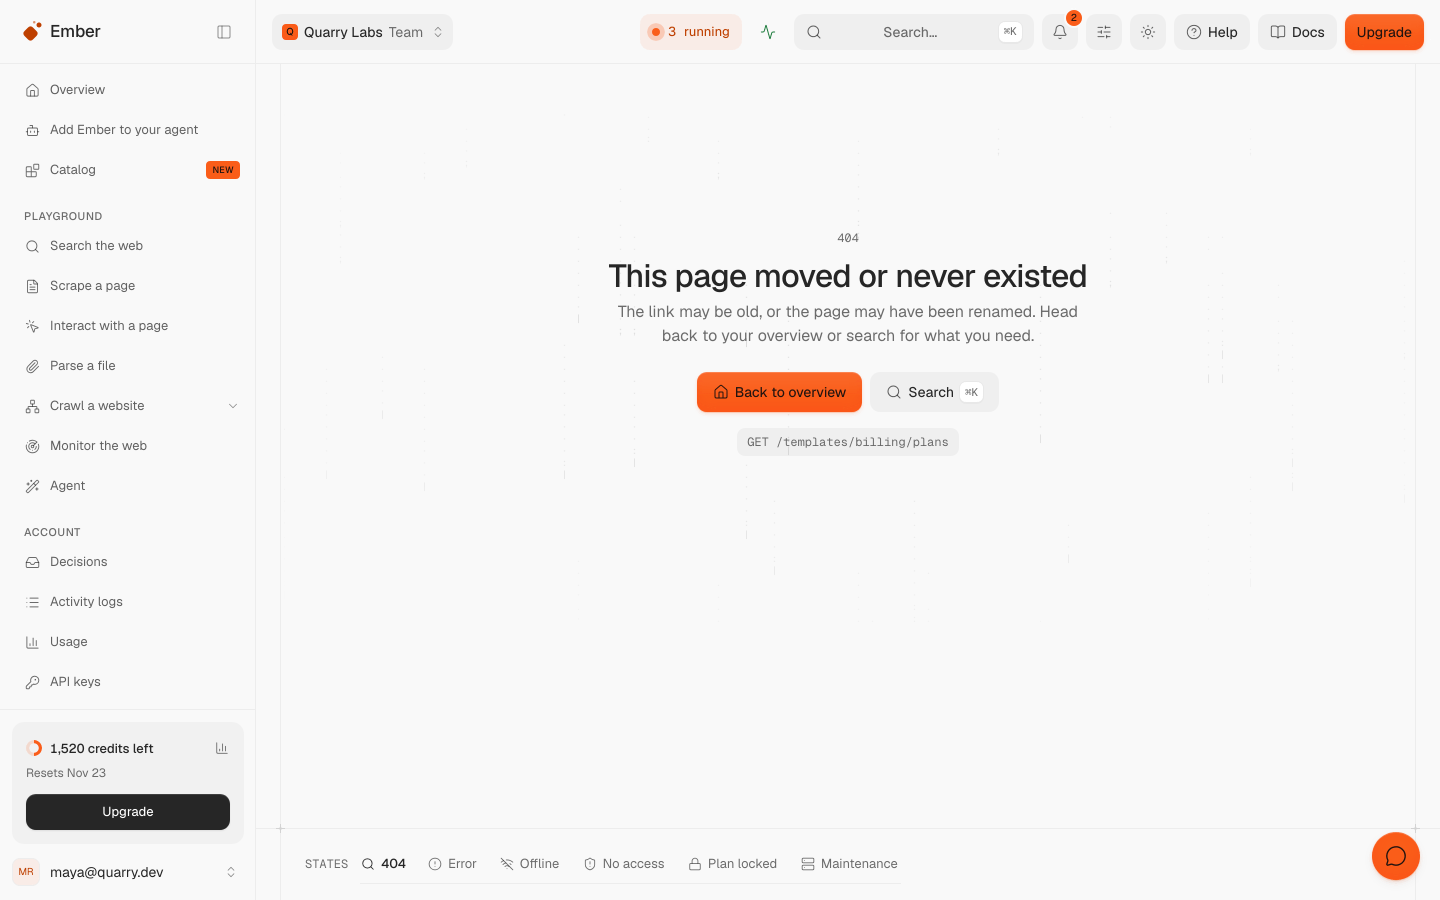 Ember
Quarry Labs Team
3 running
Search...
⌘K
2
Help
Docs
Upgrade
Overview
Add Ember to your agent
Catalog
NEW
PLAYGROUND
Search the web
Scrape a page
Interact with a page
Parse a file
Crawl a website
Monitor the web
Agent
ACCOUNT
Decisions
Activity logs
Usage
API keys
1,520 credits left
Resets Nov 23
Upgrade
MR
maya@quarry.dev
404
This page moved or never existed
The link may be old, or the page may have been renamed. Head
back to your overview or search for what you need.
Back to overview
Search ⌘K
GET /templates/billing/plans
STATES
404
Error
Offline
No access
Plan locked
Maintenance